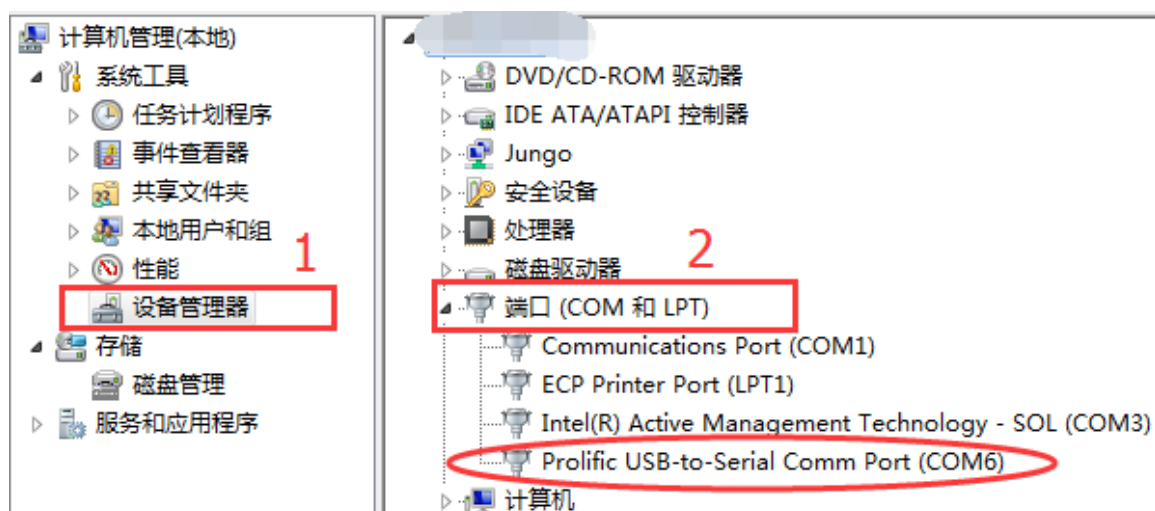 计算机管理(本地)
系统工具
任务计划程序
事件查看器
共享文件夹
本地用户和组
性能
1
设备管理器
存储
磁盘管理
服务和应用程序
DVD/CD-ROM 驱动器
IDE ATA/ATAPI 控制器
Jungo
安全设备
处理器
磁盘驱动器
2
端口 (COM 和 LPT)
Communications Port (COM1)
ECP Printer Port (LPT1)
Intel(R) Active Management Technology - SOL (COM3)
Prolific USB-to-Serial Comm Port (COM6)
计算机